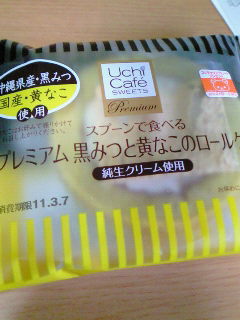 沖縄県産・黒みつ
国産・黄なこ
使用
Uchi
Café
SWEETS
Premium
スプーンで食べる
プレミアム 黒みつと黄なこのロールケ
純生クリーム使用
消費期限11.3.7